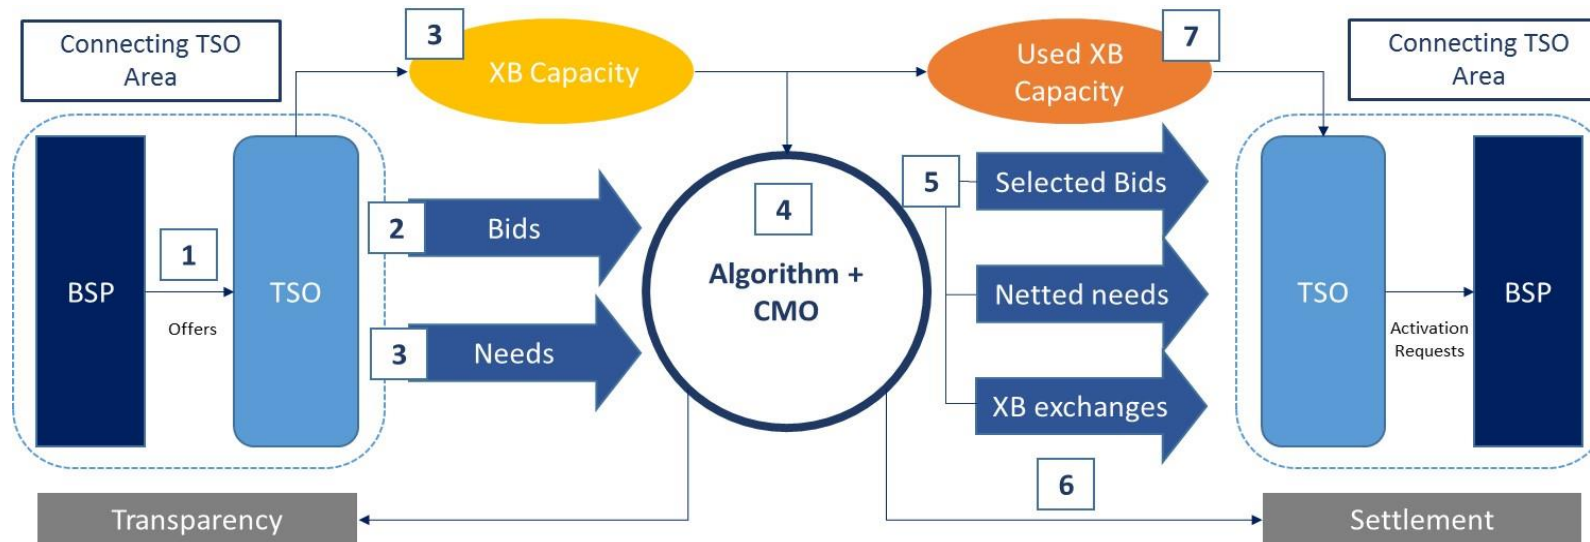 Connecting TSO
Area
3
XB Capacity
Used XB
Capacity
7
Connecting TSO
Area
BSP
1
Offers
TSO
2
Bids
3
Needs
4
Algorithm +
CMO
5
Selected Bids
Netted needs
XB exchanges
6
TSO
Activation
Requests
BSP
Transparency
Settlement